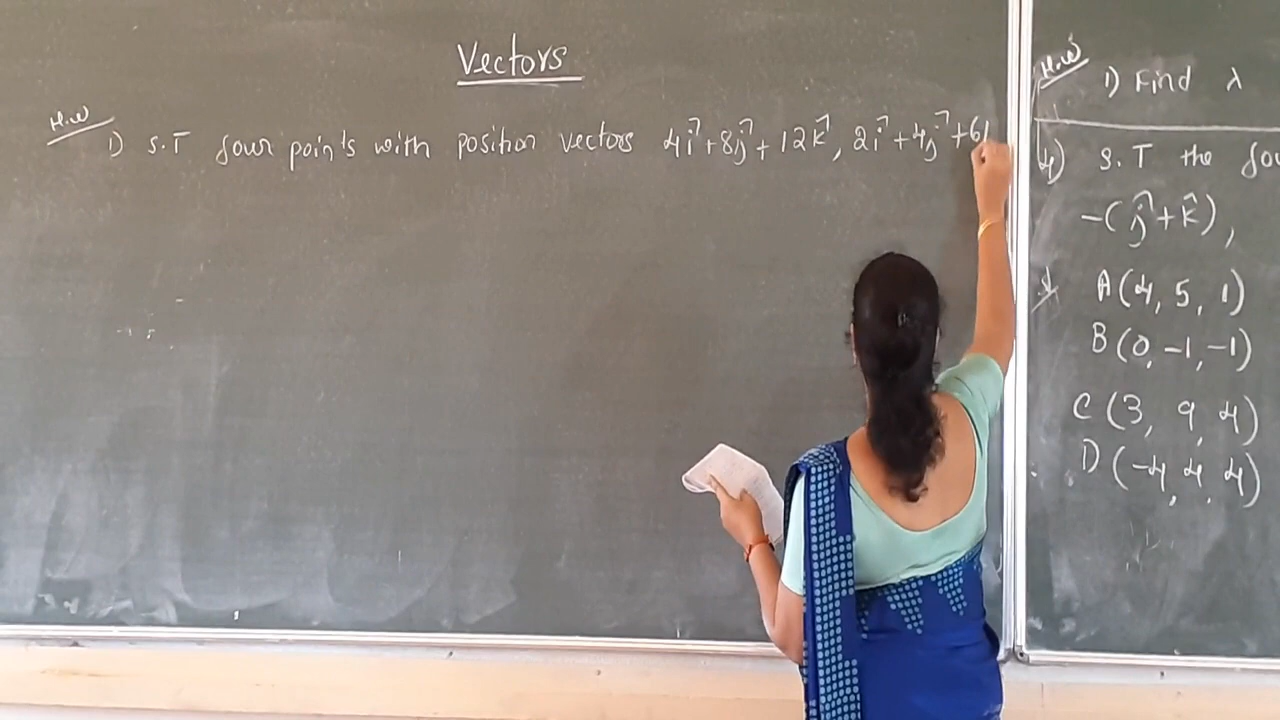 Vectors
H.W
1) S.T four points with position vectors 4i⃗+8j⃗+12k⃗, 2i⃗+4j⃗+6
H.W
1) Find λ
4) S.T the fou
-(ĵ+k̂),
A(4, 5, 1)
B(0, -1, -1)
C(3, 9, 4)
D(-4, 4, 4)